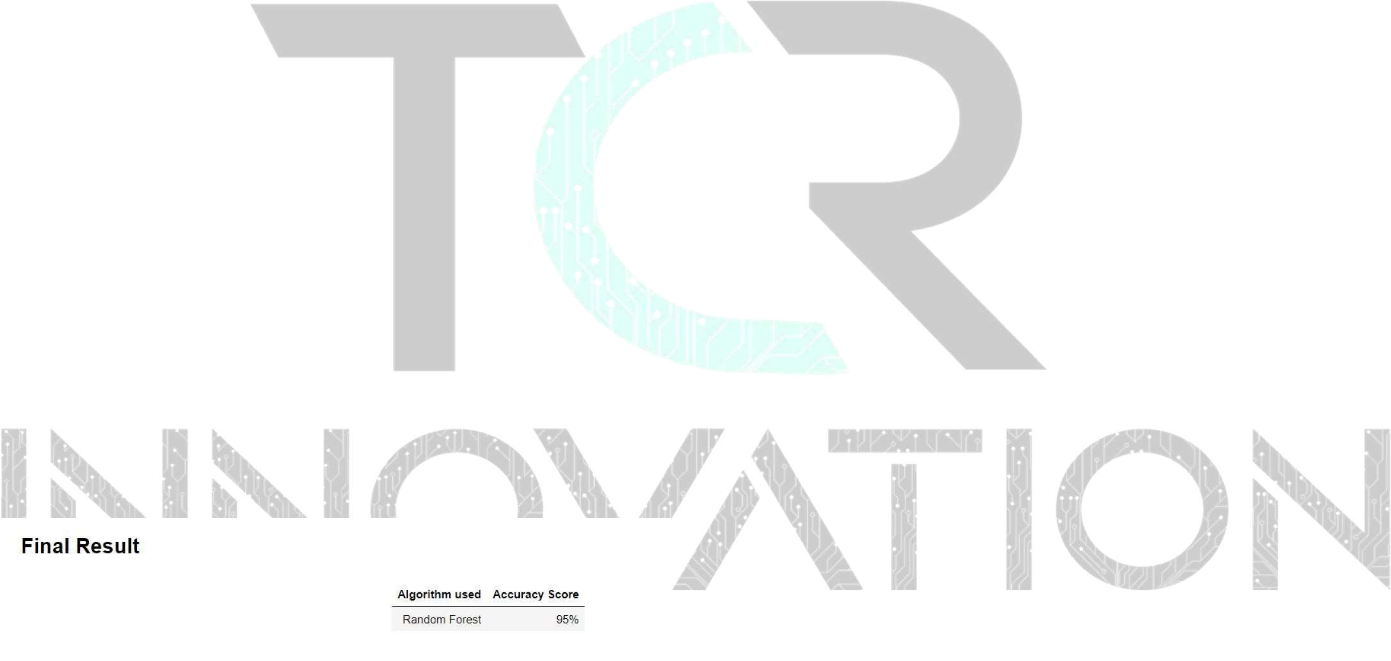 TCR
INNOVATION
Final Result
Algorithm used Accuracy Score
Random Forest 95%